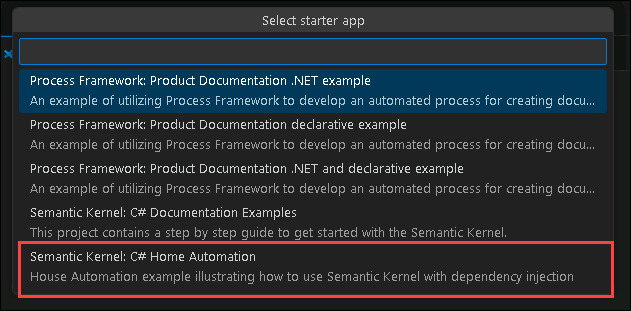 Select starter app
Process Framework: Product Documentation .NET example
An example of utilizing Process Framework to develop an automated process for creating docu...
Process Framework: Product Documentation declarative example
An example of utilizing Process Framework to develop an automated process for creating docu...
Process Framework: Product Documentation .NET and declarative example
An example of utilizing Process Framework to develop an automated process for creating docu...
Semantic Kernel: C# Documentation Examples
This project contains a step by step guide to get started with the Semantic Kernel.
Semantic Kernel: C# Home Automation
House Automation example illustrating how to use Semantic Kernel with dependency injection